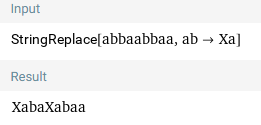 Input
StringReplace[abbaabbaa, ab → Xa]
Result
XabaXabaa